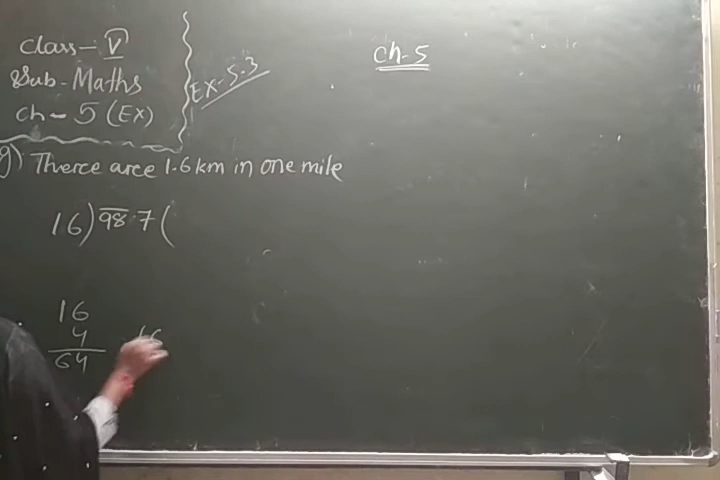 Class - V
Sub - Maths
Ch - 5 (Ex)
Ex - 5.3
Ch - 5
g) There are 1.6 km in one mile
16)98.7(
16
4
64
16